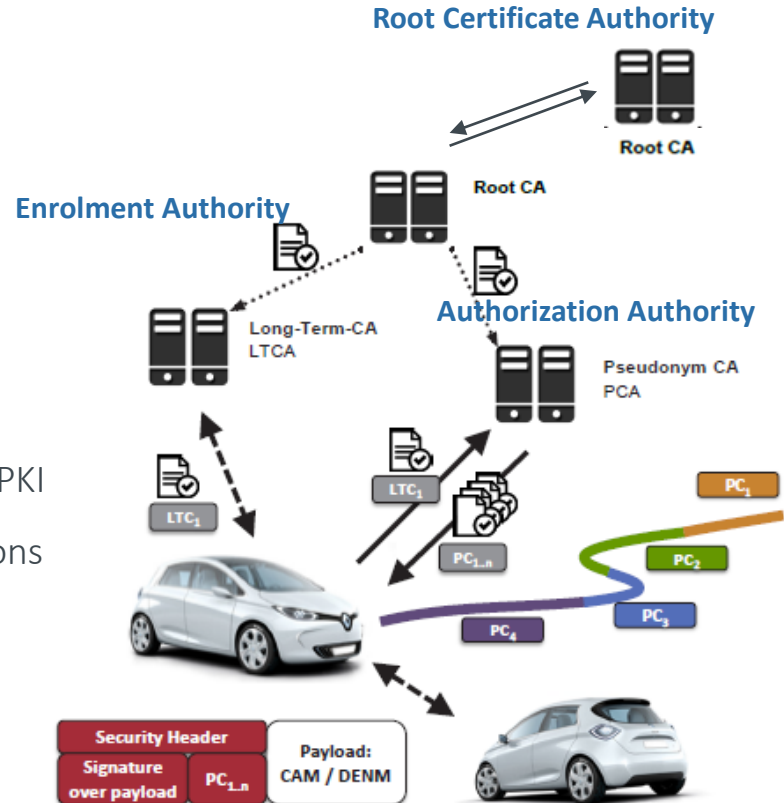 Root Certificate Authority
Root CA
Root CA
Enrolment Authority
Authorization Authority
Long-Term-CA
LTCA
Pseudonym CA
PCA
PKI
ons
LTC₁
LTC₁
PC₁..ₙ
PC₁
PC₂
PC₃
PC₄
Security Header
Signature
over payload
PC₁..ₙ
Payload:
CAM / DENM